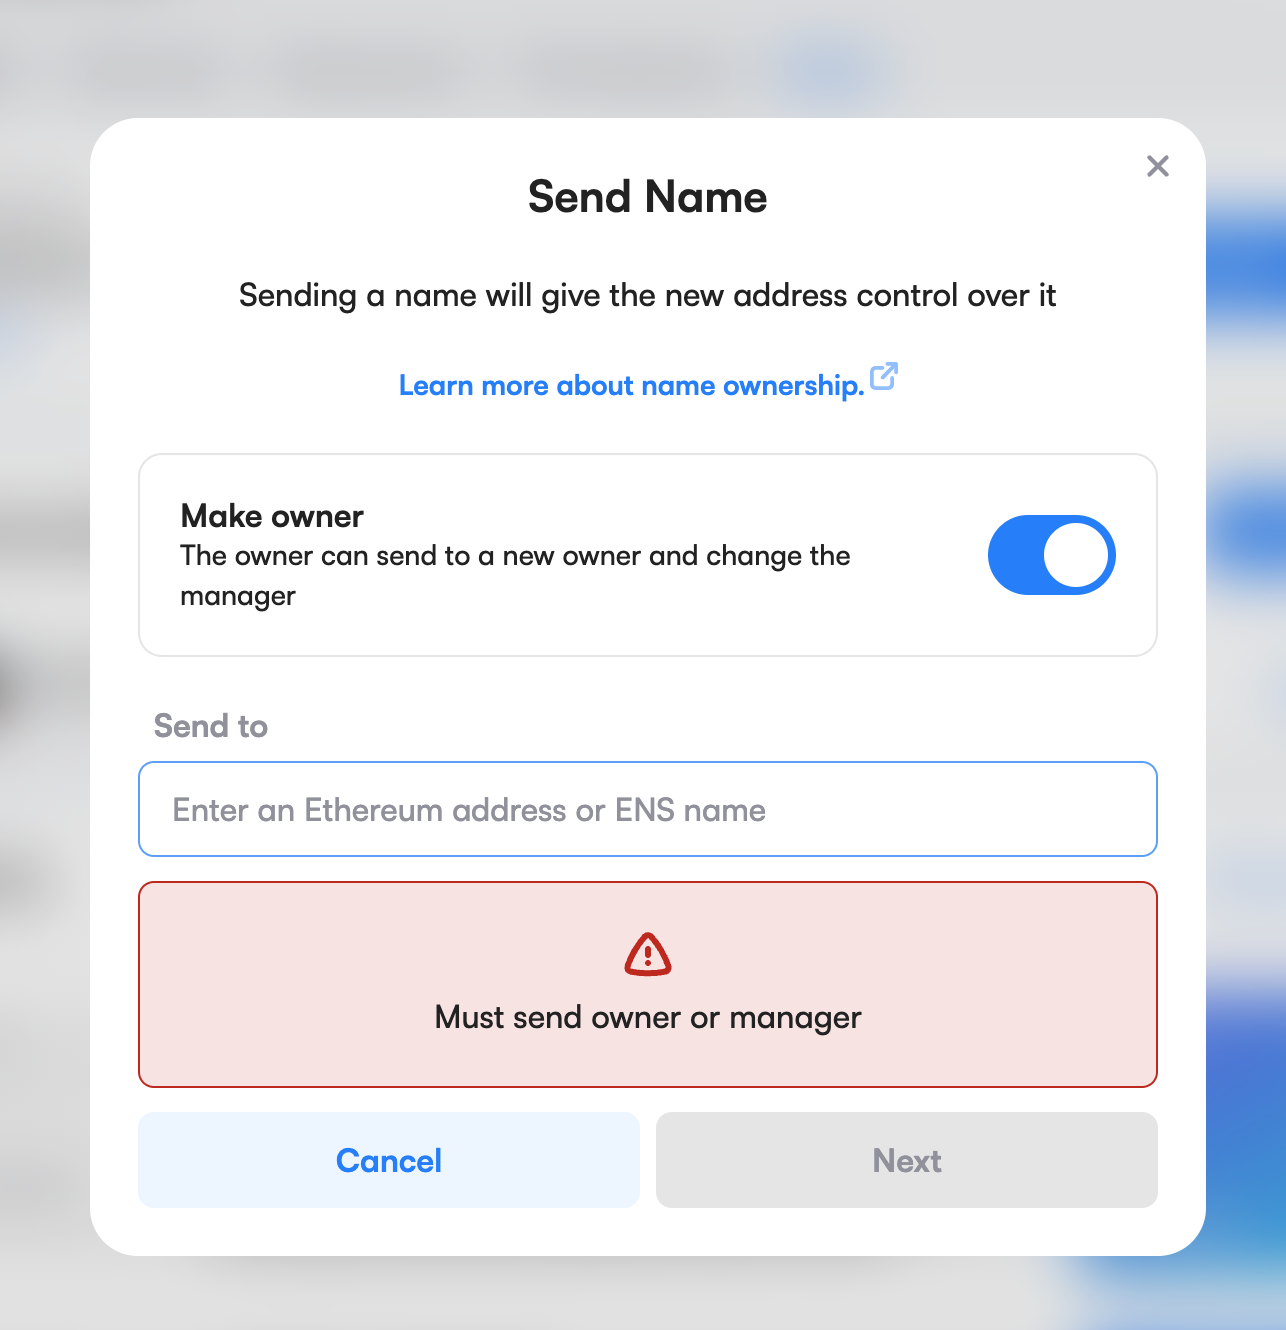 Send Name
Sending a name will give the new address control over it
Learn more about name ownership.
Make owner
The owner can send to a new owner and change the
manager
Send to
Enter an Ethereum address or ENS name
Must send owner or manager
Cancel
Next